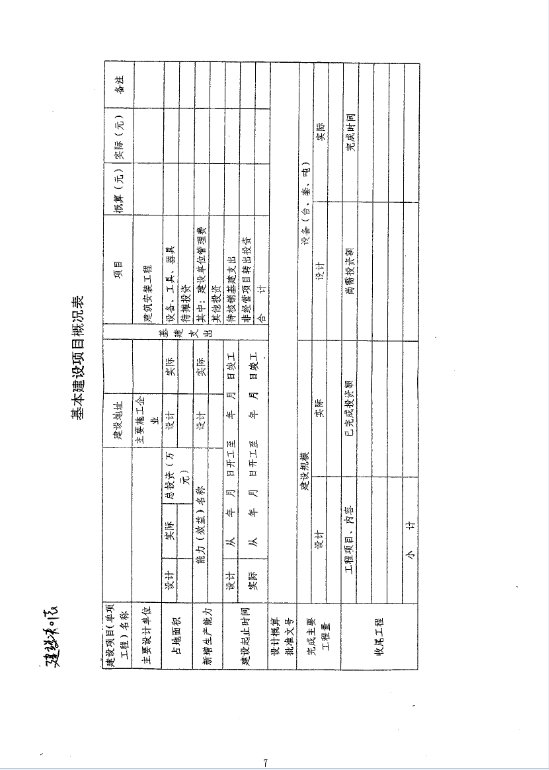 基本建设项目概况表
建设项目(单项工程)名称 建设地址 项目 概算(元) 实际(元) 备注
主要设计单位 主要施工企业 基建支出 建筑安装工程
占地面积 设计 实际 总投资(万元) 设计 实际 设备、工具、器具
待摊投资
新增生产能力 能力(效益)名称 设计 实际 其中:建设单位管理费
其他投资
建设起止时间 设计 从 年 月 日开工至 年 月 日竣工 待核销基建支出
实际 从 年 月 日开工至 年 月 日竣工 非经营项目转出投资
合 计
设计概算批准文号
完成主要工程量 建设规模 设备(台、套、吨)
设计 实际 设计 实际
收尾工程 工程项目、内容 已完成投资额 尚需投资额 完成时间
小 计
7